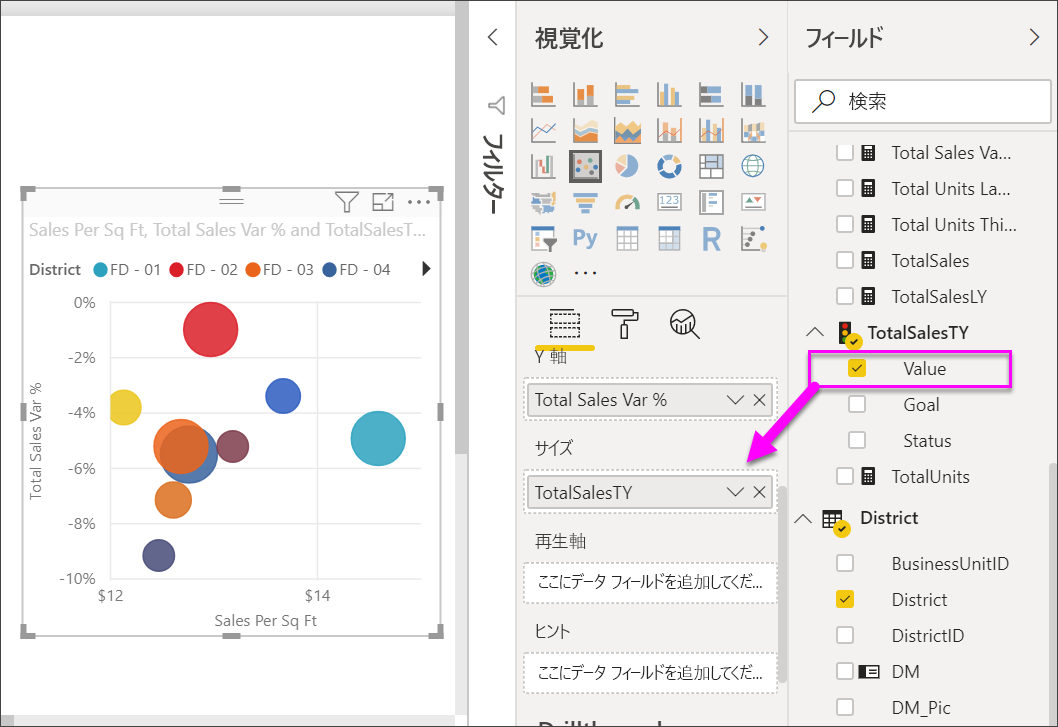 Sales Per Sq Ft, Total Sales Var % and TotalSalesT...
District FD - 01 FD - 02 FD - 03 FD - 04
0%
-2%
-4%
-6%
-8%
-10%
Total Sales Var %
$12 $14
Sales Per Sq Ft
フィルター
視覚化
123
Py
R
Y 軸
Total Sales Var %
サイズ
TotalSalesTY
再生軸
ここにデータ フィールドを追加してくだ...
ヒント
ここにデータ フィールドを追加してくだ...
フィールド
検索
Total Sales Va...
Total Units La...
Total Units Thi...
TotalSales
TotalSalesLY
TotalSalesTY
Value
Goal
Status
TotalUnits
District
BusinessUnitID
District
DistrictID
DM
DM_Pic